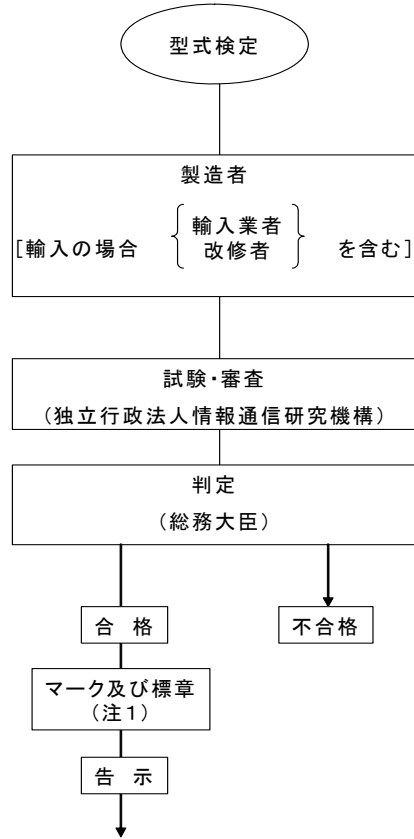 型式検定
製造者
[輸入の場合 { 輸入業者
改修者 } を含む]
試験・審査
(独立行政法人情報通信研究機構)
判定
(総務大臣)
合 格
不合格
マーク及び標章
(注1)
告 示